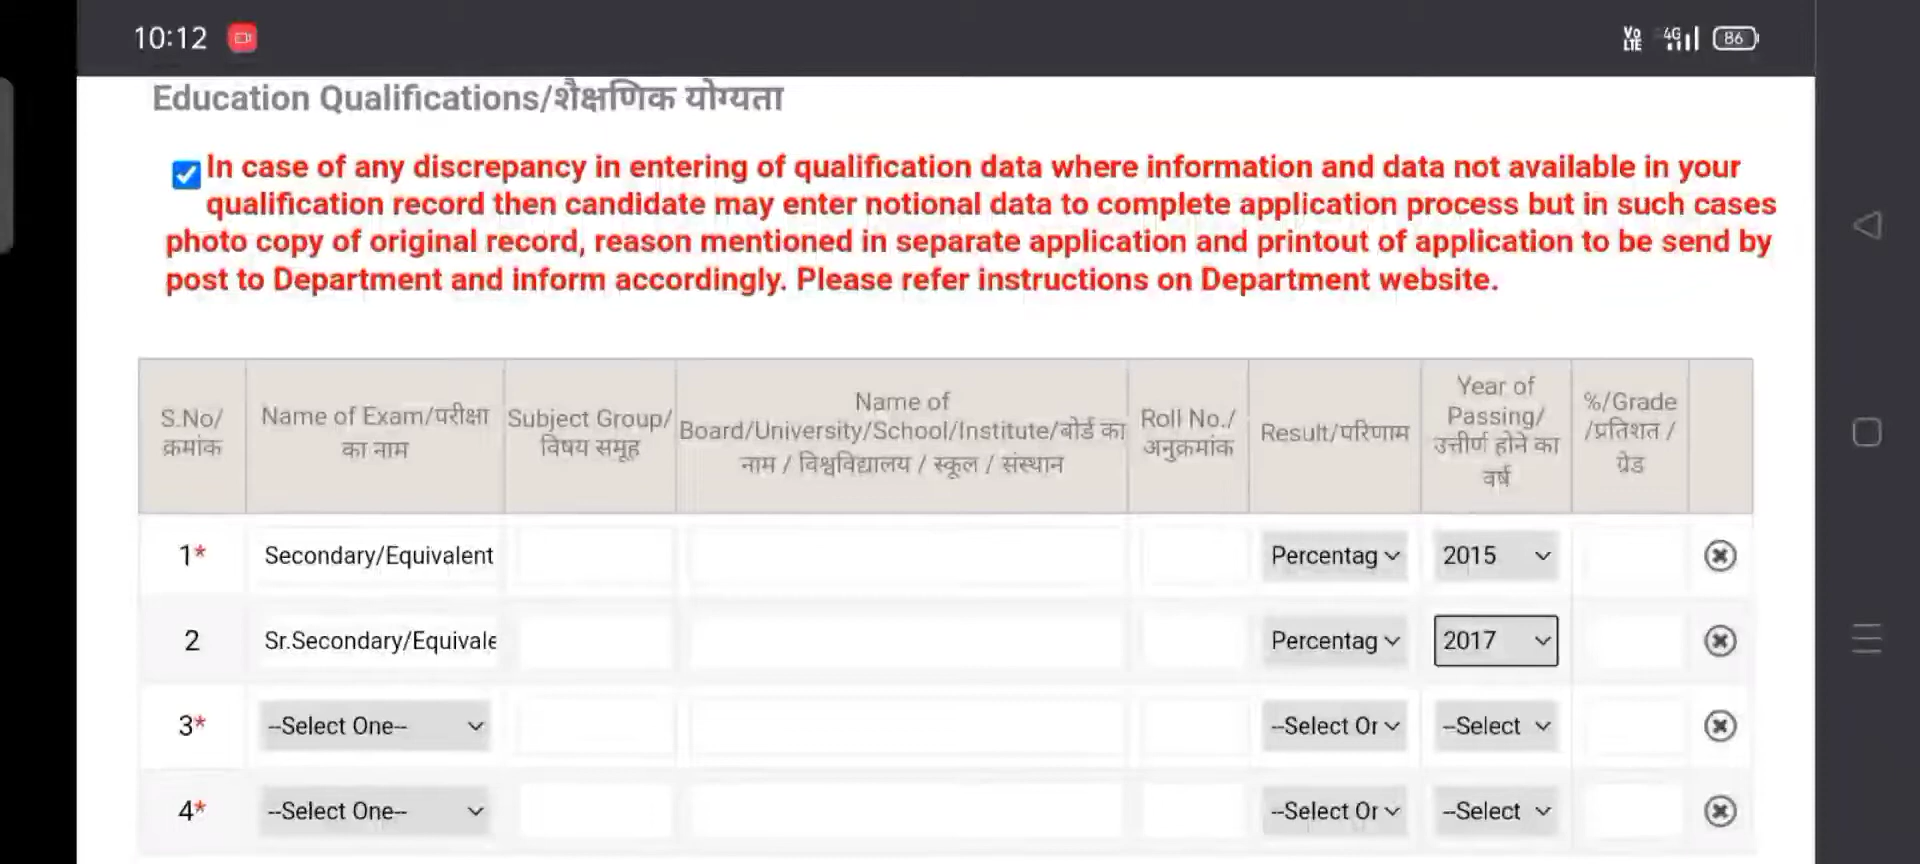 10:12
Vo LTE 4G 86
Education Qualifications/शैक्षणिक योग्यता
In case of any discrepancy in entering of qualification data where information and data not available in your
qualification record then candidate may enter notional data to complete application process but in such cases
photo copy of original record, reason mentioned in separate application and printout of application to be send by
post to Department and inform accordingly. Please refer instructions on Department website.
S.No/
क्रमांक
Name of Exam/परीक्षा
का नाम
Subject Group/
विषय समूह
Name of
Board/University/School/Institute/बोर्ड का
नाम / विश्वविद्यालय / स्कूल / संस्थान
Roll No./
अनुक्रमांक
Result/परिणाम
Year of
Passing/
उत्तीर्ण होने का
वर्ष
%/Grade
/प्रतिशत /
ग्रेड
1* Secondary/Equivalent Percentag 2015
2 Sr.Secondary/Equivale Percentag 2017
3* --Select One-- --Select Or --Select
4* --Select One-- --Select Or --Select